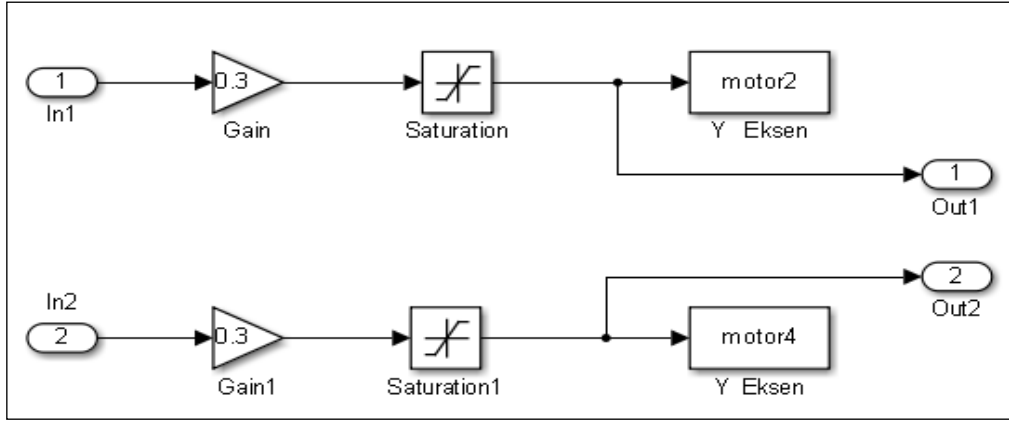 1
In1
0.3
Gain
Saturation
motor2
Y Eksen
1
Out1
In2
2
0.3
Gain1
Saturation1
motor4
Y Eksen
2
Out2